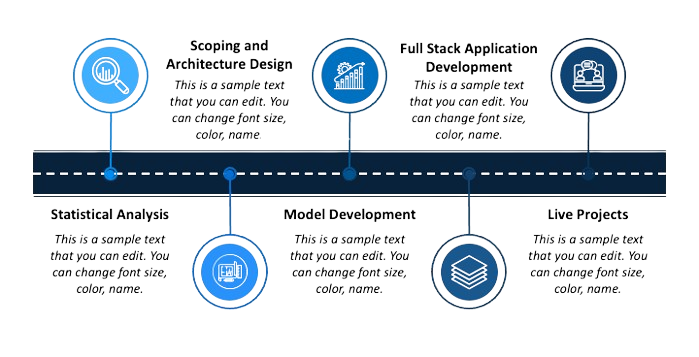 Scoping and
Architecture Design
This is a sample text
that you can edit. You
can change font size,
color, name.
Full Stack Application
Development
This is a sample text
that you can edit. You
can change font size,
color, name.
Statistical Analysis
This is a sample text
that you can edit. You
can change font size,
color, name.
Model Development
This is a sample text
that you can edit. You
can change font size,
color, name.
Live Projects
This is a sample text
that you can edit. You
can change font size,
color, name.